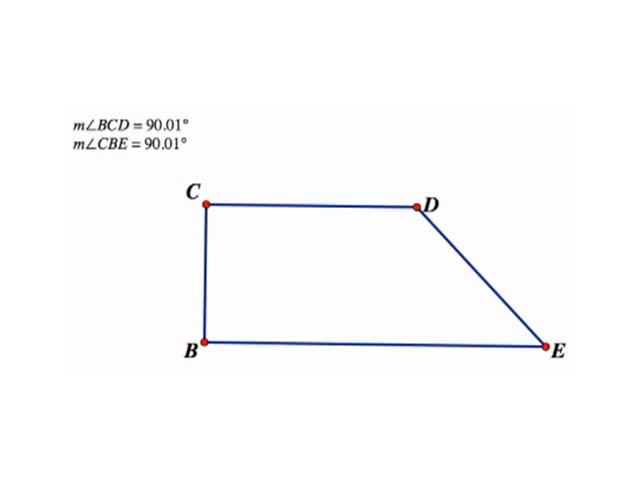 m∠BCD = 90.01°
m∠CBE = 90.01°
C
D
B
E